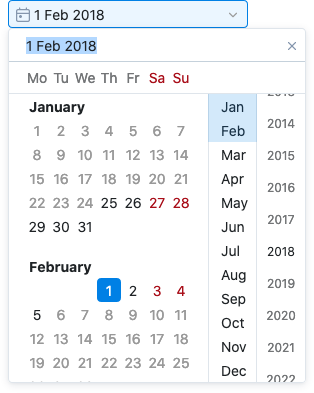 1 Feb 2018
1 Feb 2018
Mo Tu We Th Fr Sa Su
January
1 2 3 4 5 6 7
8 9 10 11 12 13 14
15 16 17 18 19 20 21
22 23 24 25 26 27 28
29 30 31
February
1 2 3 4
5 6 7 8 9 10 11
12 13 14 15 16 17 18
19 20 21 22 23 24 25
Jan
Feb
Mar
Apr
May
Jun
Jul
Aug
Sep
Oct
Nov
Dec
2014
2015
2016
2017
2018
2019
2020
2021
2022